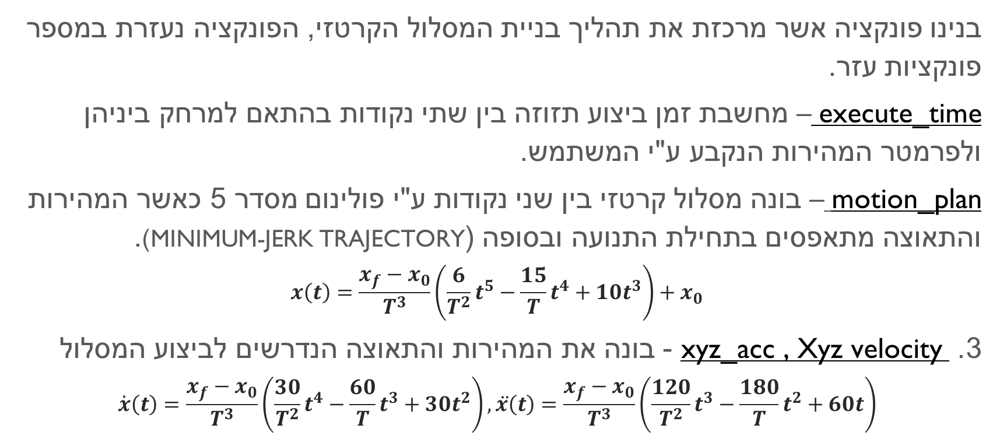 בנינו פונקציה אשר מרכזת את תהליך בניית המסלול הקרטזי, הפונקציה נעזרת במספר
פונקציות עזר.
execute_time – מחשבת זמן ביצוע תזוזה בין שתי נקודות בהתאם למרחק ביניהן
ולפרמטר המהירות הנקבע ע"י המשתמש.
motion_plan – בונה מסלול קרטזי בין שני נקודות ע"י פולינום מסדר 5 כאשר המהירות
והתאוצה מתאפסים בתחילת התנועה ובסופה (MINIMUM-JERK TRAJECTORY).
x(t) = \frac{x_f - x_0}{T^3}\left(\frac{6}{T^2}t^5 - \frac{15}{T}t^4 + 10t^3\right) + x_0
3. xyz_acc , Xyz velocity - בונה את המהירות והתאוצה הנדרשים לביצוע המסלול
\dot{x}(t) = \frac{x_f - x_0}{T^3}\left(\frac{30}{T^2}t^4 - \frac{60}{T}t^3 + 30t^2\right), \ddot{x}(t) = \frac{x_f - x_0}{T^3}\left(\frac{120}{T^2}t^3 - \frac{180}{T}t^2 + 60t\right)